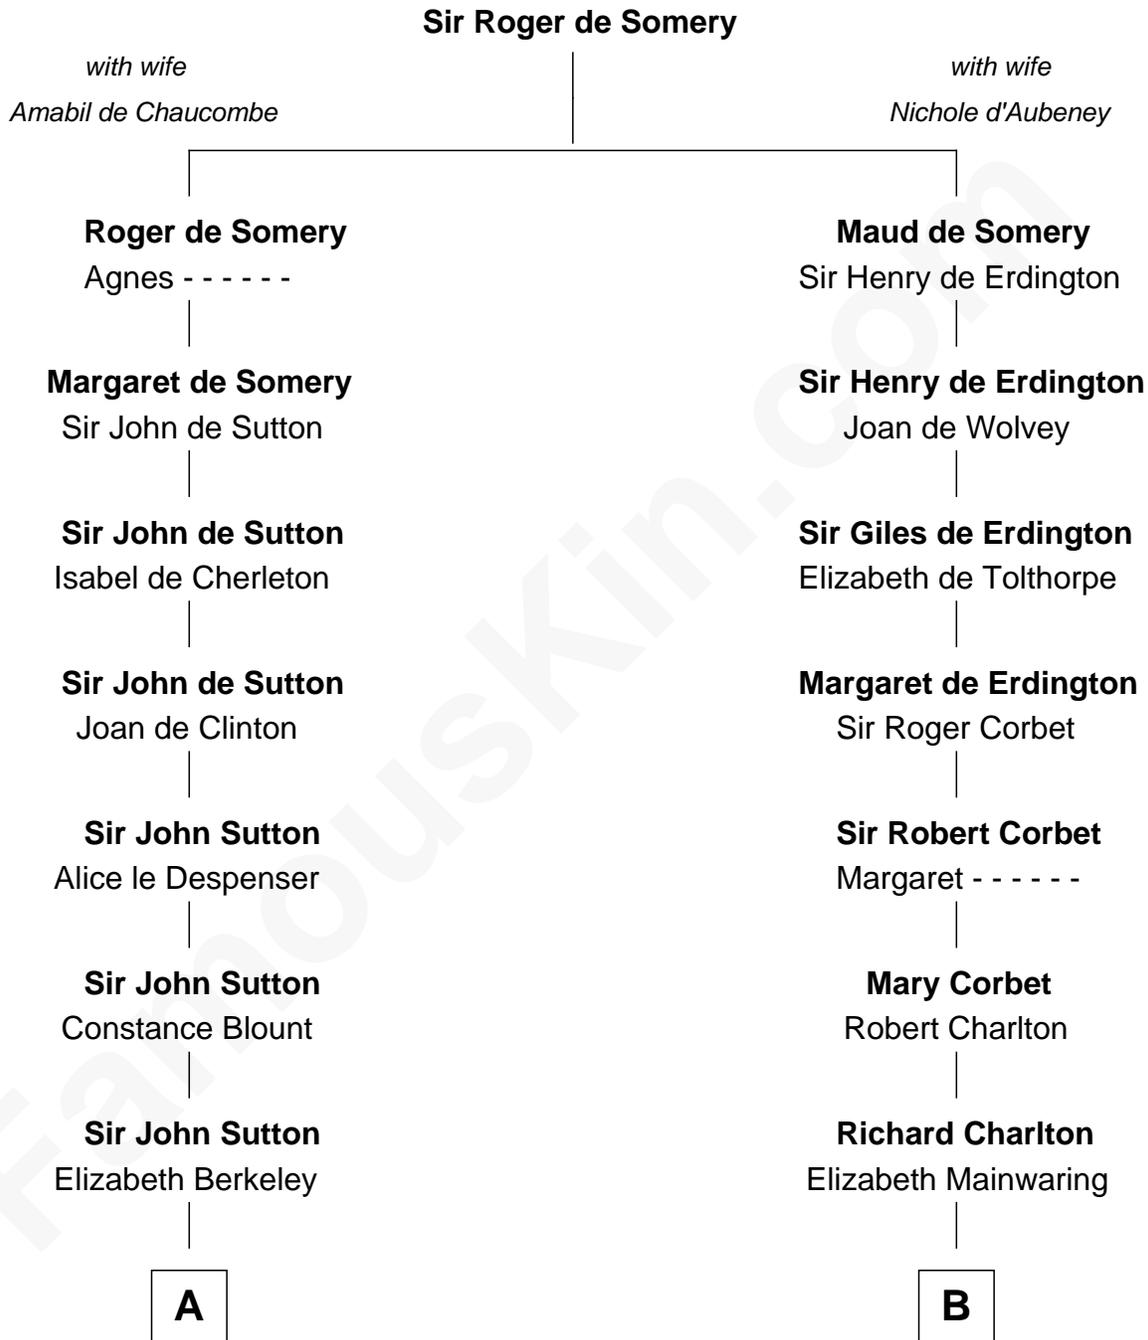 Sir Roger de Somery
with wife
Amabil de Chaucombe
with wife
Nichole d'Aubeney
Roger de Somery
Agnes - - - - - -
Maud de Somery
Sir Henry de Erdington
Margaret de Somery
Sir John de Sutton
Sir Henry de Erdington
Joan de Wolvey
Sir John de Sutton
Isabel de Cherleton
Sir Giles de Erdington
Elizabeth de Tolthorpe
Sir John de Sutton
Joan de Clinton
Margaret de Erdington
Sir Roger Corbet
Sir John Sutton
Alice le Despenser
Sir Robert Corbet
Margaret - - - - - -
Sir John Sutton
Constance Blount
Mary Corbet
Robert Charlton
Sir John Sutton
Elizabeth Berkeley
Richard Charlton
Elizabeth Mainwaring
A
B
FamousKin.com